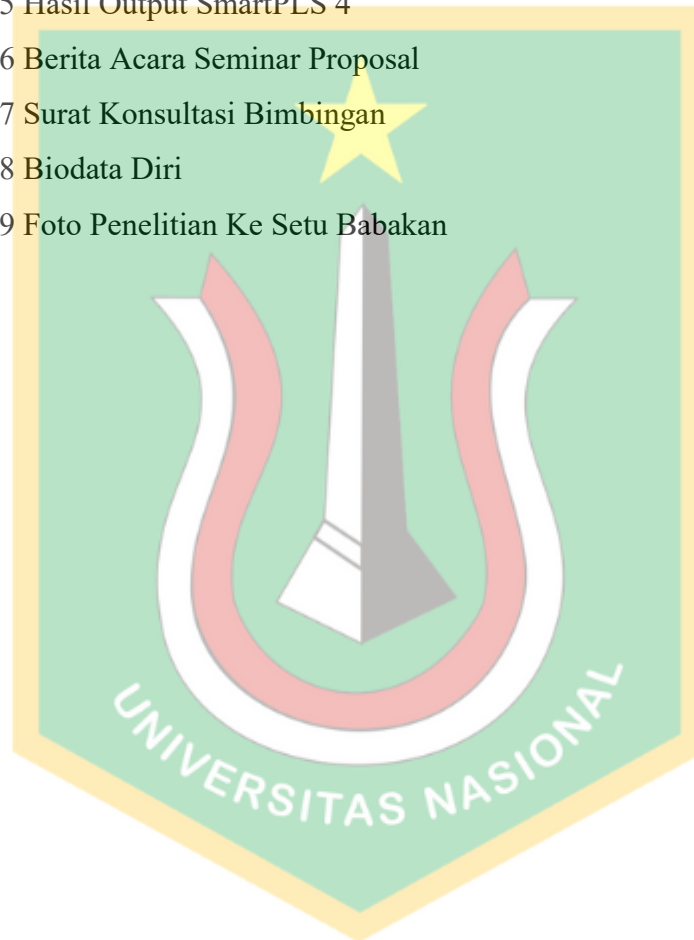 5 Hasil Output SmartPLS 4
6 Berita Acara Seminar Proposal
7 Surat Konsultasi Bimbingan
8 Biodata Diri
9 Foto Penelitian Ke Setu Babakan
UNIVERSITAS NASIONAL